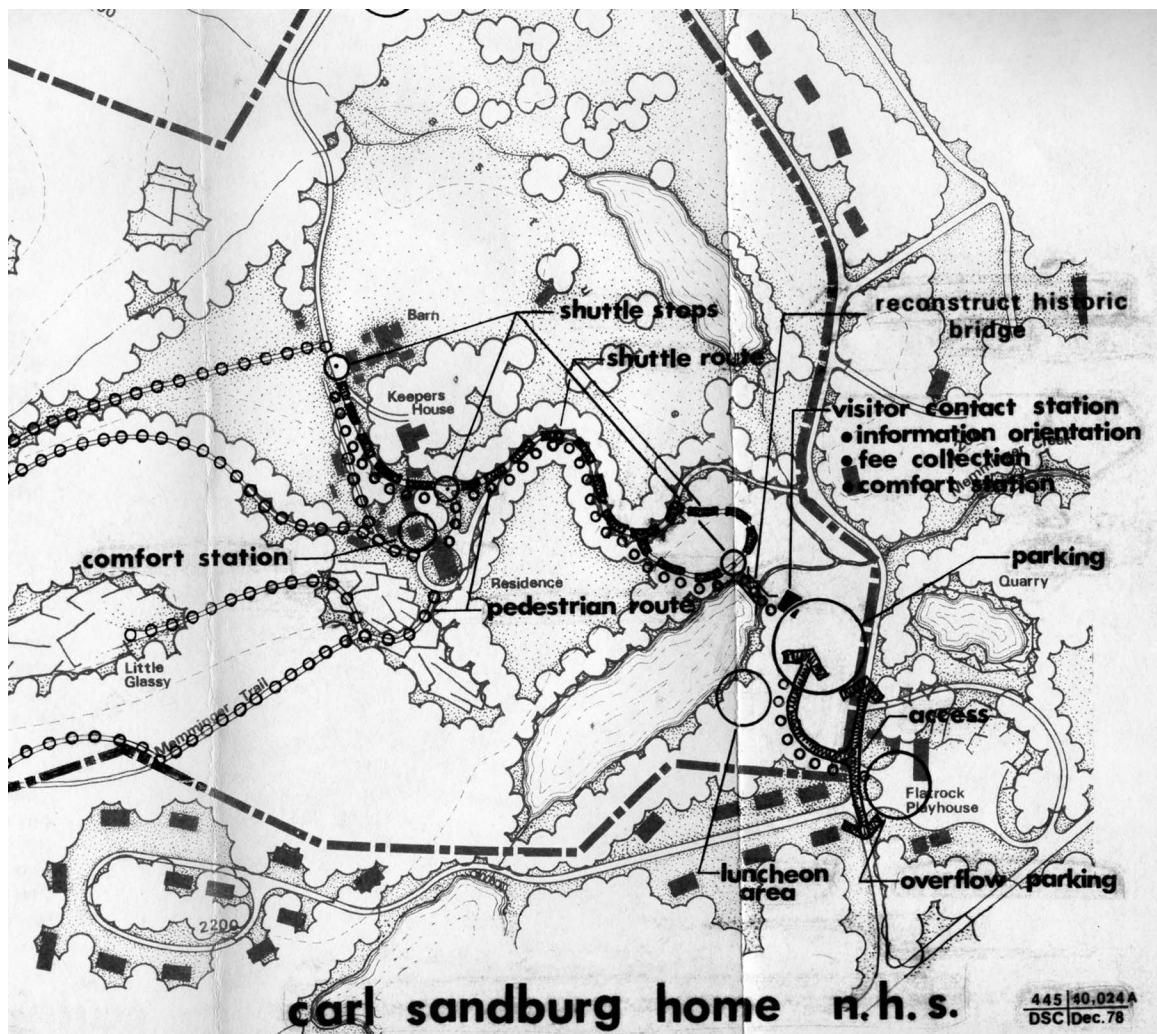 shuttle stops
reconstruct historic
bridge
Barn
shuttle route
Keepers
House
visitor contact station
• information orientation
• fee collection
• comfort station
comfort station
parking
Residence
Quarry
pedestrian route
Little
Glassy
Memminger Trail
access
Flatrock
Playhouse
luncheon
area
overflow parking
2200
carl sandburg home n.h.s.
445 40,024A
DSC Dec. 78